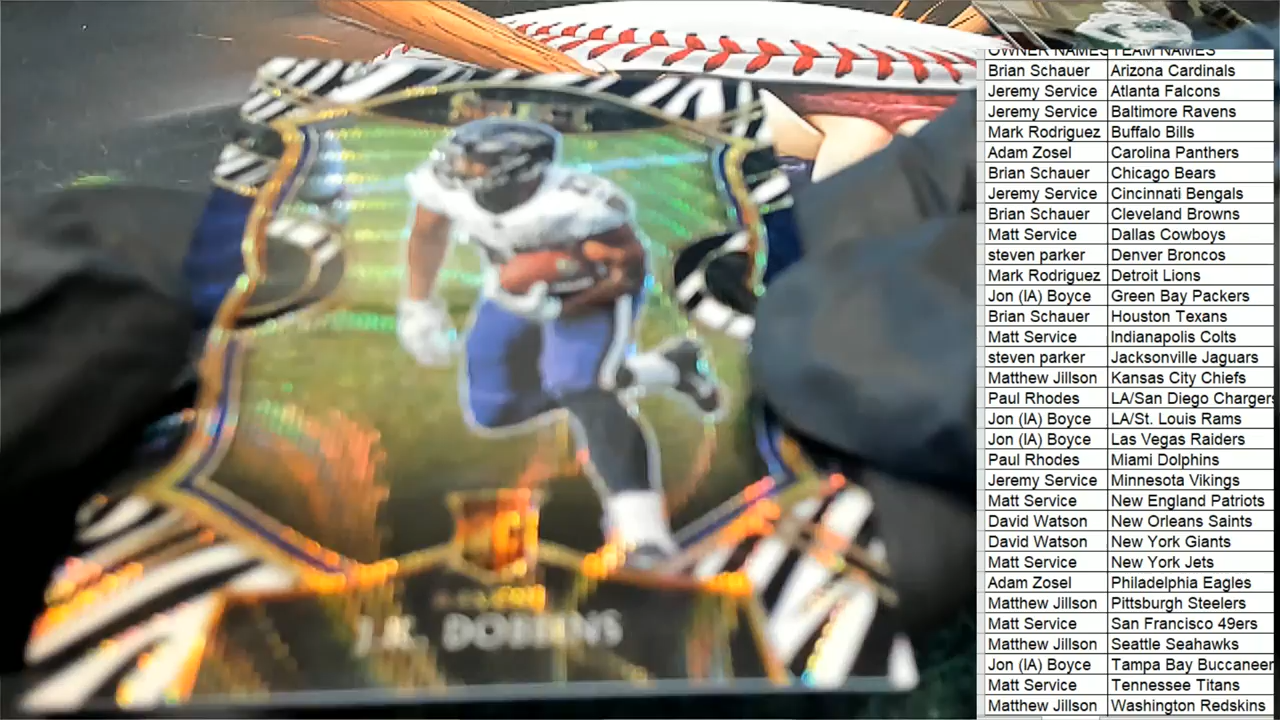 SELECT
RC
J.K. DOBBINS
OWNER NAMES TEAM NAMES
Brian Schauer Arizona Cardinals
Jeremy Service Atlanta Falcons
Jeremy Service Baltimore Ravens
Mark Rodriguez Buffalo Bills
Adam Zosel Carolina Panthers
Brian Schauer Chicago Bears
Jeremy Service Cincinnati Bengals
Brian Schauer Cleveland Browns
Matt Service Dallas Cowboys
steven parker Denver Broncos
Mark Rodriguez Detroit Lions
Jon (IA) Boyce Green Bay Packers
Brian Schauer Houston Texans
Matt Service Indianapolis Colts
steven parker Jacksonville Jaguars
Matthew Jillson Kansas City Chiefs
Paul Rhodes LA/San Diego Chargers
Jon (IA) Boyce LA/St. Louis Rams
Jon (IA) Boyce Las Vegas Raiders
Paul Rhodes Miami Dolphins
Jeremy Service Minnesota Vikings
Matt Service New England Patriots
David Watson New Orleans Saints
David Watson New York Giants
Matt Service New York Jets
Adam Zosel Philadelphia Eagles
Matthew Jillson Pittsburgh Steelers
Matt Service San Francisco 49ers
Matthew Jillson Seattle Seahawks
Jon (IA) Boyce Tampa Bay Buccaneer
Matt Service Tennessee Titans
Matthew Jillson Washington Redskins